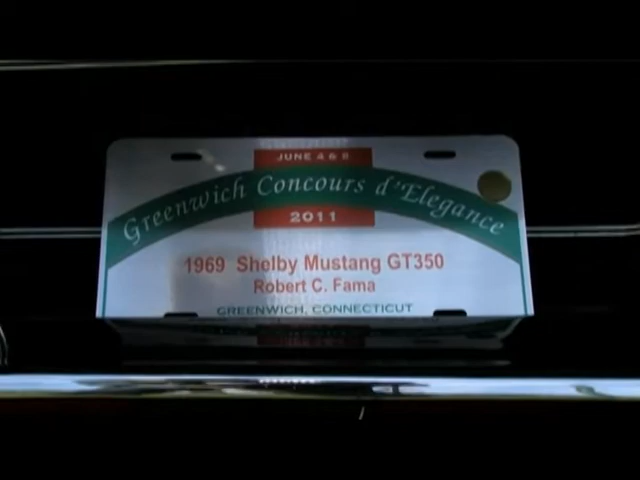 JUNE 4 & 5
Greenwich Concours d"Elegance
2011
1969 Shelby Mustang GT350
Robert C. Fama
GREENWICH, CONNECTICUT